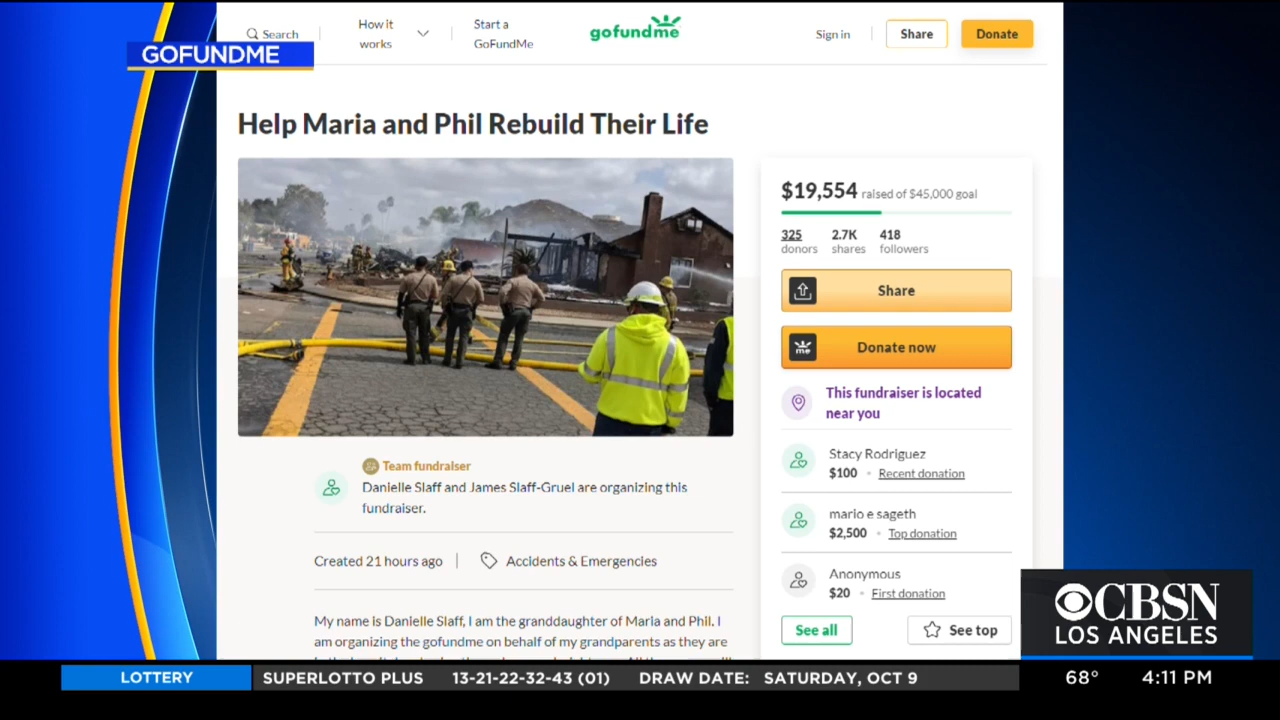 Search
How it
works
Start a
GoFundMe
gofundme
Sign in
Share
Donate
GOFUNDME
Help Maria and Phil Rebuild Their Life
$19,554 raised of $45,000 goal
325
donors
2.7K
shares
418
followers
Share
me
Donate now
This fundraiser is located
near you
Stacy Rodriguez
$100 • Recent donation
mario e sageth
$2,500 • Top donation
Anonymous
$20 • First donation
See all
See top
Team fundraiser
Danielle Slaff and James Slaff-Gruel are organizing this
fundraiser.
Created 21 hours ago
Accidents & Emergencies
My name is Danielle Slaff, I am the granddaughter of Maria and Phil. I
am organizing the gofundme on behalf of my grandparents as they are
CBSN
LOS ANGELES
LOTTERY
SUPERLOTTO PLUS 13-21-22-32-43 (01) DRAW DATE: SATURDAY, OCT 9
68° 4:11 PM